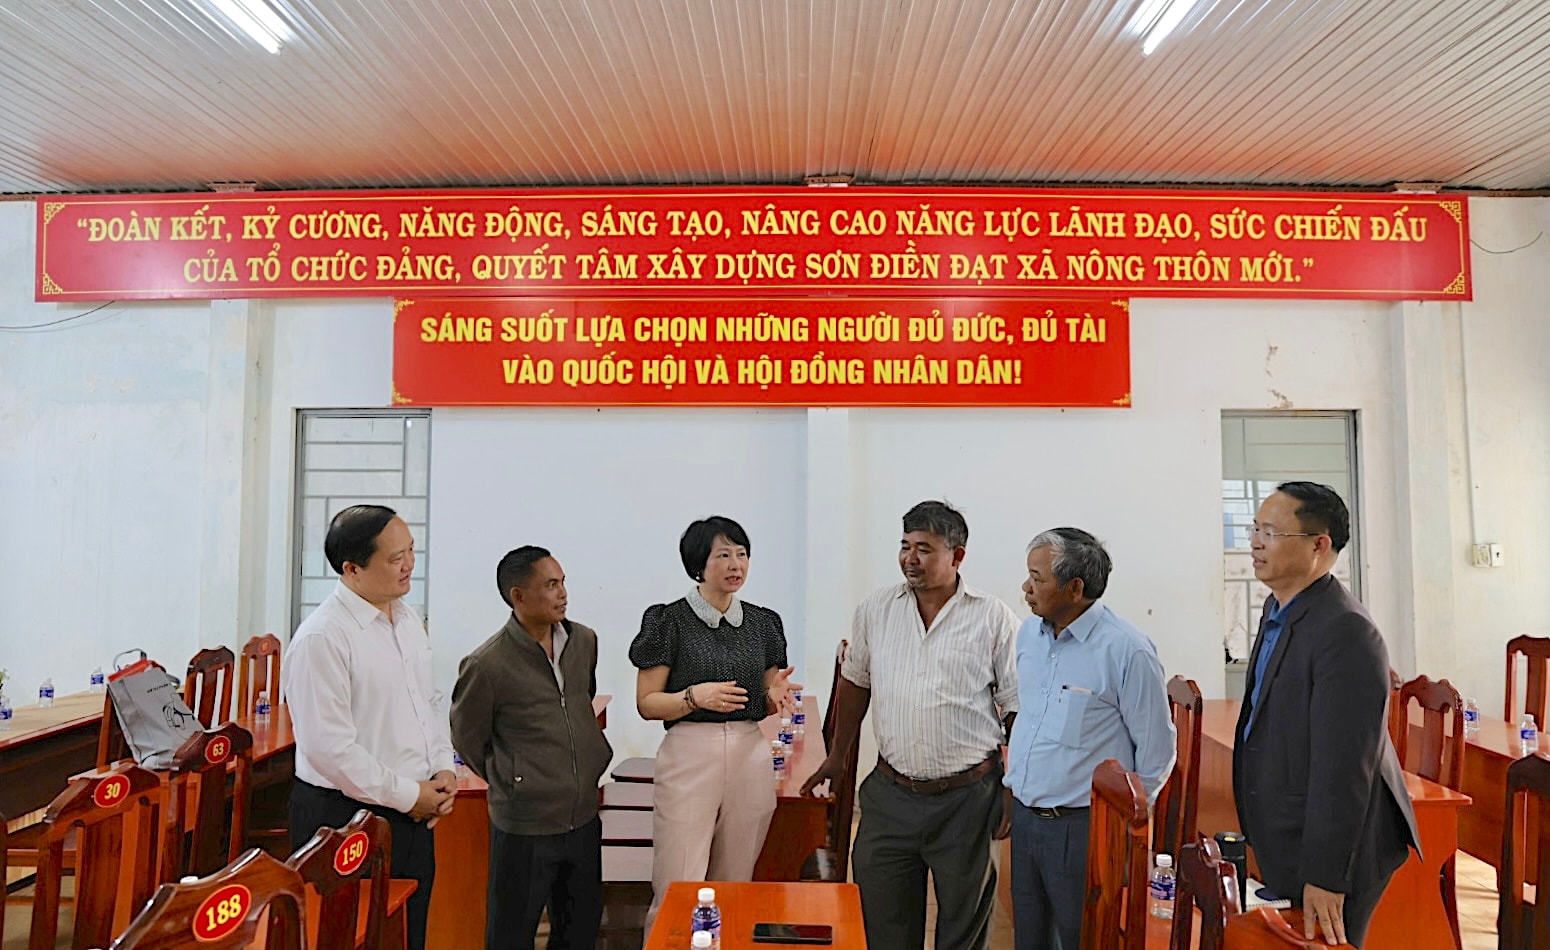 “ĐOÀN KẾT, KỶ CƯƠNG, NĂNG ĐỘNG, SÁNG TẠO, NÂNG CAO NĂNG LỰC LÃNH ĐẠO, SỨC CHIẾN ĐẤU
CỦA TỔ CHỨC ĐẢNG, QUYẾT TÂM XÂY DỰNG SƠN ĐIỀN ĐẠT XÃ NÔNG THÔN MỚI.”
SÁNG SUỐT LỰA CHỌN NHỮNG NGƯỜI ĐỦ ĐỨC, ĐỦ TÀI
VÀO QUỐC HỘI VÀ HỘI ĐỒNG NHÂN DÂN!
63
30
150
188